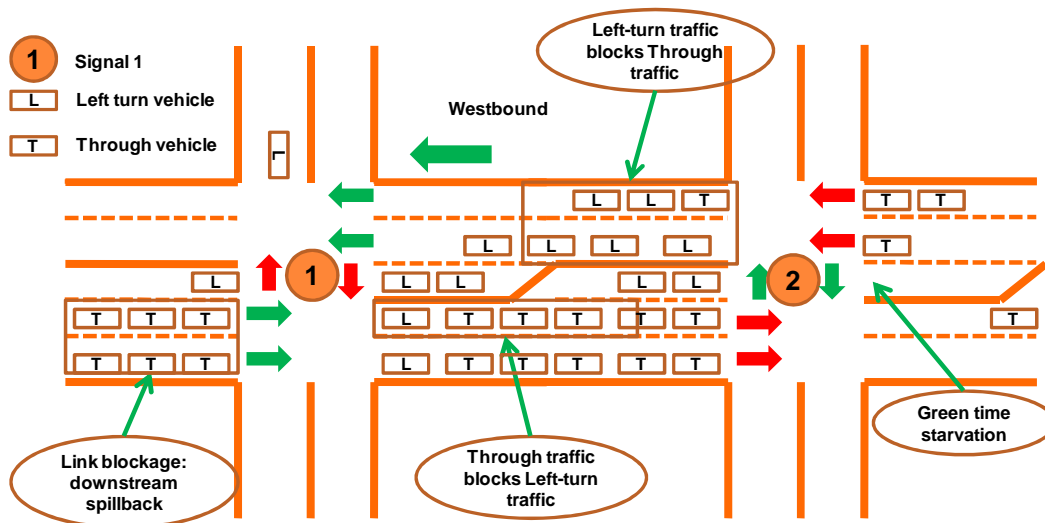 Left-turn traffic
blocks Through
traffic
1
Signal 1
L
Left turn vehicle
T
Through vehicle
Westbound
L
L L T
T T
L L L L
T
1
2
L
L L
L L
T T T
L T T T T T
T
T T T
L T T T T T
Link blockage:
downstream
spillback
Through traffic
blocks Left-turn
traffic
Green time
starvation